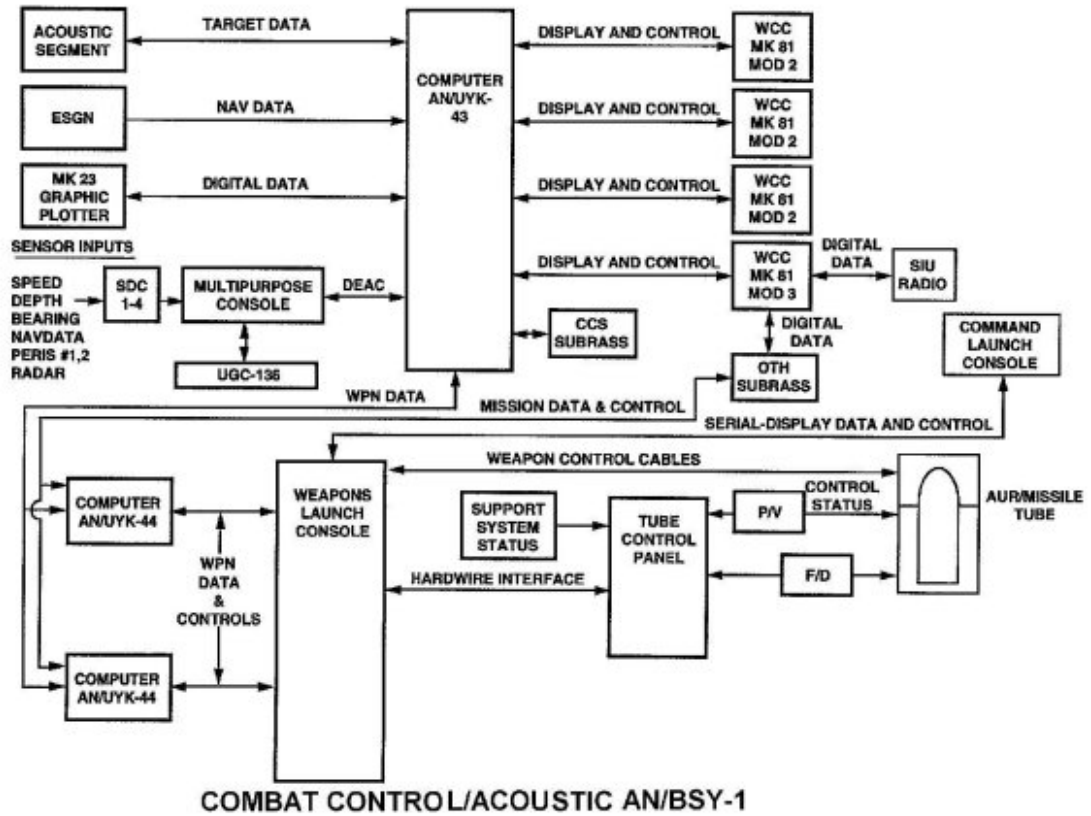 ACOUSTIC
SEGMENT
TARGET DATA
COMPUTER
AN/UYK-
43
DISPLAY AND CONTROL
WCC
MK 81
MOD 2
ESGN
NAV DATA
DISPLAY AND CONTROL
WCC
MK 81
MOD 2
MK 23
GRAPHIC
PLOTTER
DIGITAL DATA
DISPLAY AND CONTROL
WCC
MK 81
MOD 2
SENSOR INPUTS
SPEED
DEPTH
BEARING
NAVDATA
PERIS #1,2
RADAR
SDC
1-4
MULTIPURPOSE
CONSOLE
DEAC
UGC-136
DISPLAY AND CONTROL
WCC
MK 81
MOD 3
DIGITAL
DATA
SIU
RADIO
CCS
SUBRASS
DIGITAL
DATA
OTH
SUBRASS
COMMAND
LAUNCH
CONSOLE
WPN DATA
MISSION DATA & CONTROL
SERIAL-DISPLAY DATA AND CONTROL
COMPUTER
AN/UYK-44
WPN
DATA
&
CONTROLS
COMPUTER
AN/UYK-44
WEAPONS
LAUNCH
CONSOLE
WEAPON CONTROL CABLES
SUPPORT
SYSTEM
STATUS
HARDWIRE INTERFACE
TUBE
CONTROL
PANEL
P/V
CONTROL
STATUS
F/D
AUR/MISSILE
TUBE
COMBAT CONTROL/ACOUSTIC AN/BSY-1